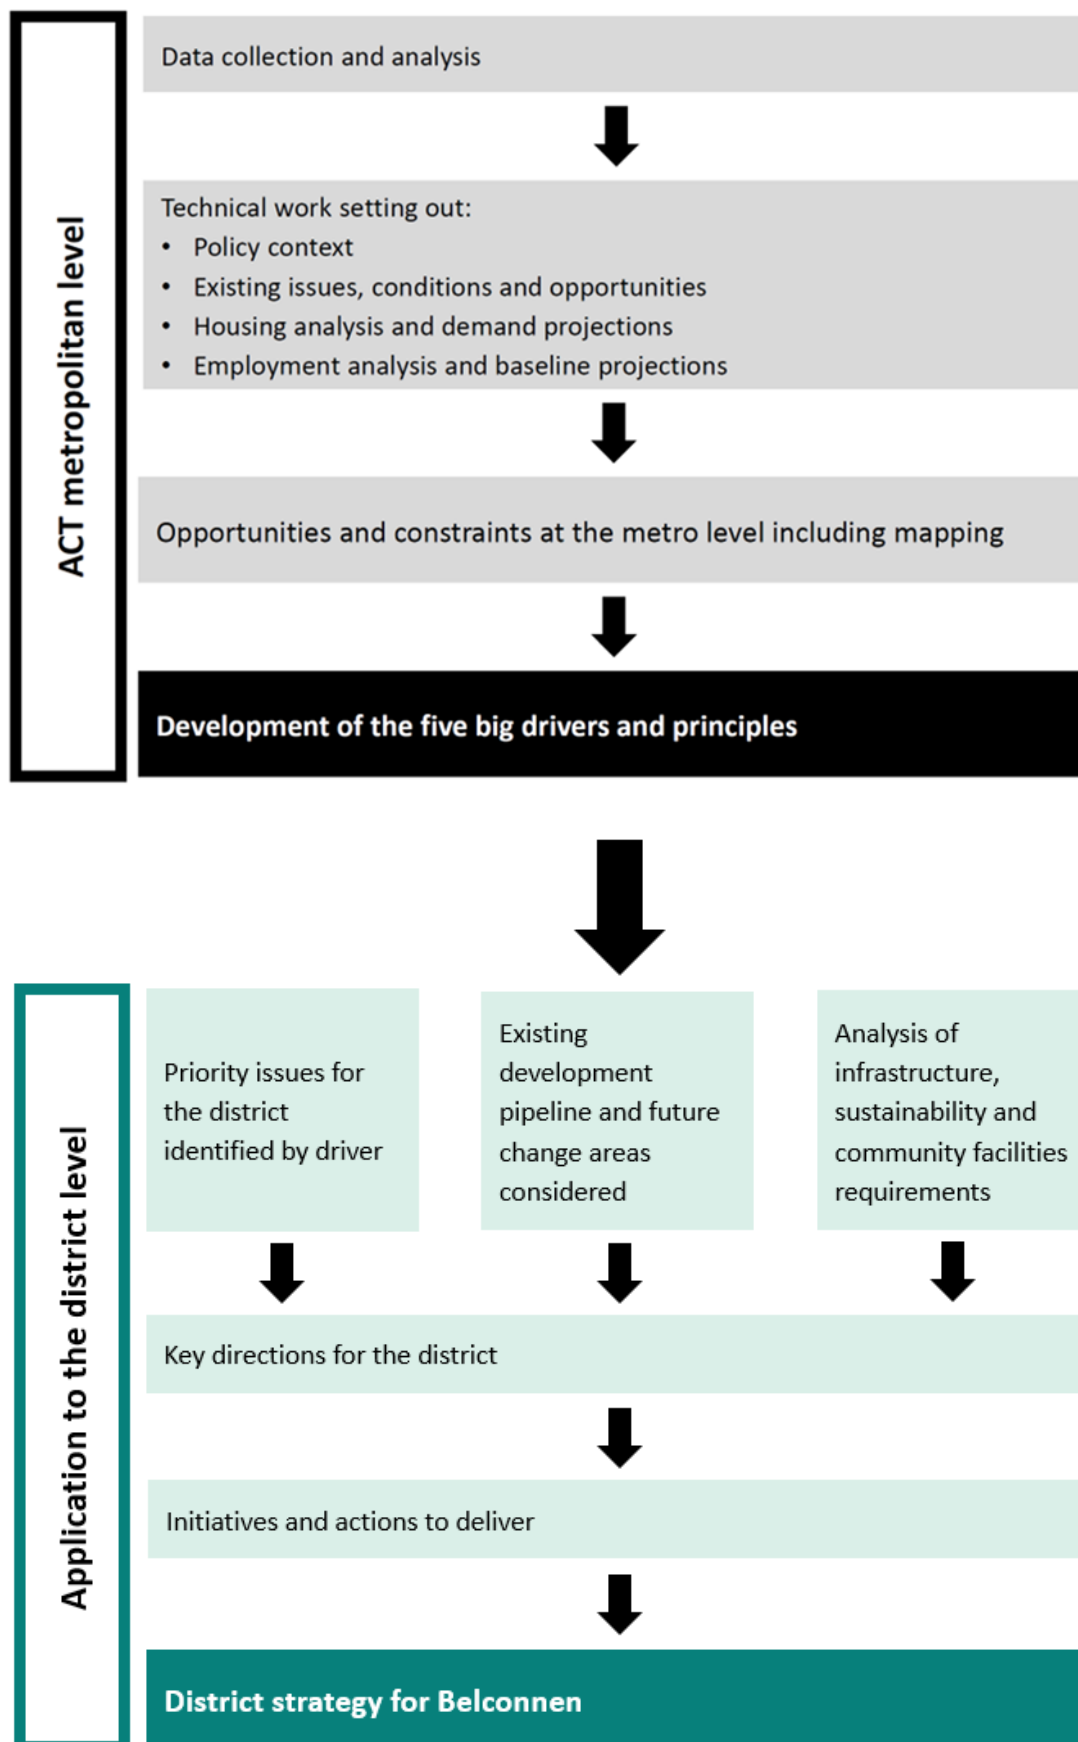 ACT metropolitan level
Data collection and analysis
Technical work setting out:
• Policy context
• Existing issues, conditions and opportunities
• Housing analysis and demand projections
• Employment analysis and baseline projections
Opportunities and constraints at the metro level including mapping
Development of the five big drivers and principles
Application to the district level
Priority issues for
the district
identified by driver
Existing
development
pipeline and future
change areas
considered
Analysis of
infrastructure,
sustainability and
community facilities
requirements
Key directions for the district
Initiatives and actions to deliver
District strategy for Belconnen